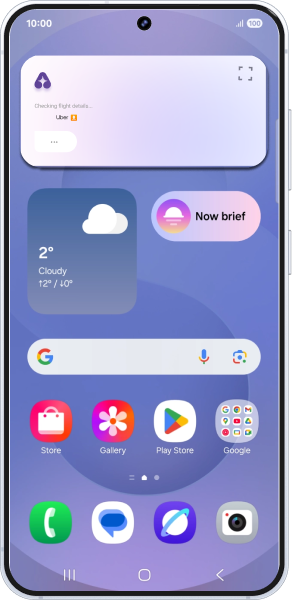 10:00
100
Checking flight details...
Uber
...
2°
Cloudy
↑2° / ↓0°
Now brief
Store
Gallery
Play Store
Google